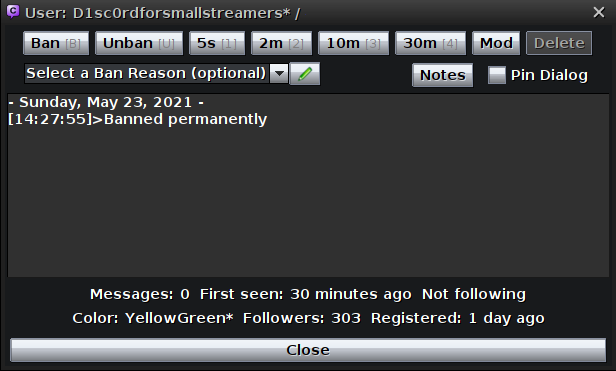 User: D1sc0rdforsmallstreamers* /
Ban [B] Unban [U] 5s [1] 2m [2] 10m [3] 30m [4] Mod Delete
Select a Ban Reason (optional) Notes Pin Dialog
- Sunday, May 23, 2021 -
[14:27:55]>Banned permanently
Messages: 0 First seen: 30 minutes ago Not following
Color: YellowGreen* Followers: 303 Registered: 1 day ago
Close